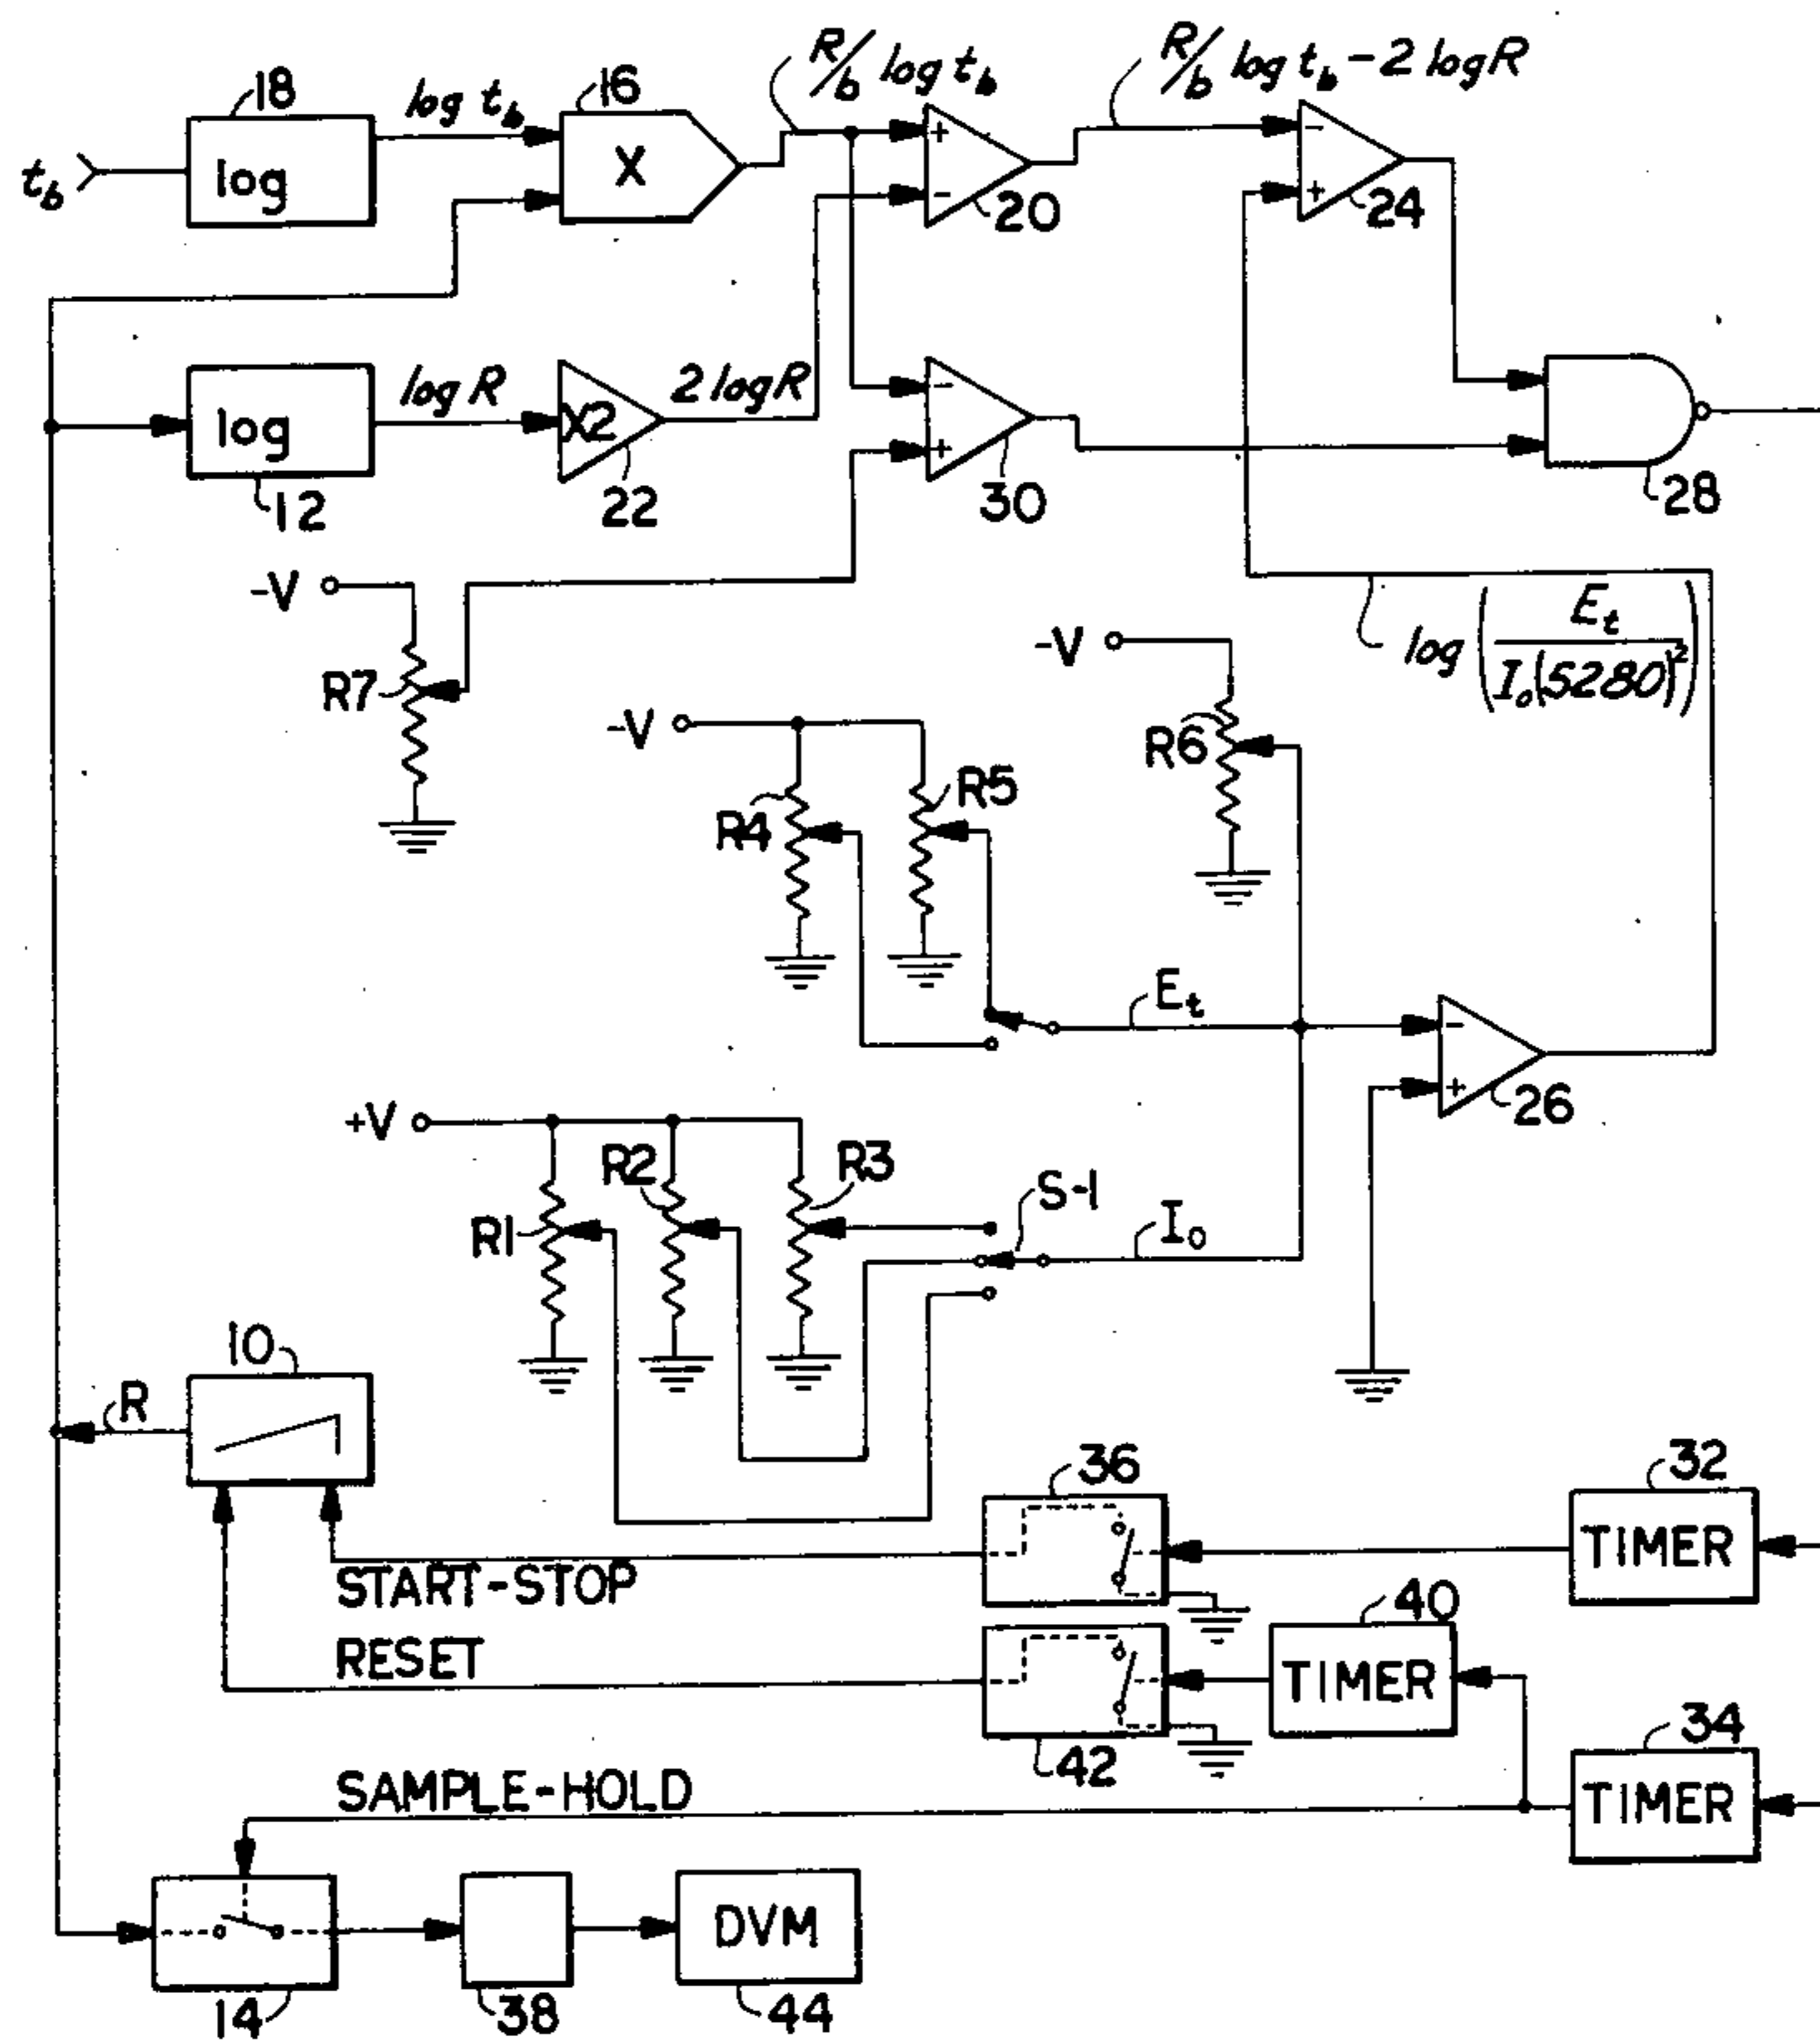 18
log t_b
16
R/b log t_b
R/b log t_b - 2 log R
t_b
log
X
+
-
20
-
+
24
log
log R
X2
2 log R
-
+
12
22
30
28
-V
R7
-V
log (E_t / I_o(5280)^2)
-V
R6
R4
R5
E_t
-
+
26
+V
R1
R2
R3
S-1
I_o
10
R
36
32
TIMER
START-STOP
40
RESET
TIMER
42
34
SAMPLE-HOLD
TIMER
DVM
14
38
44